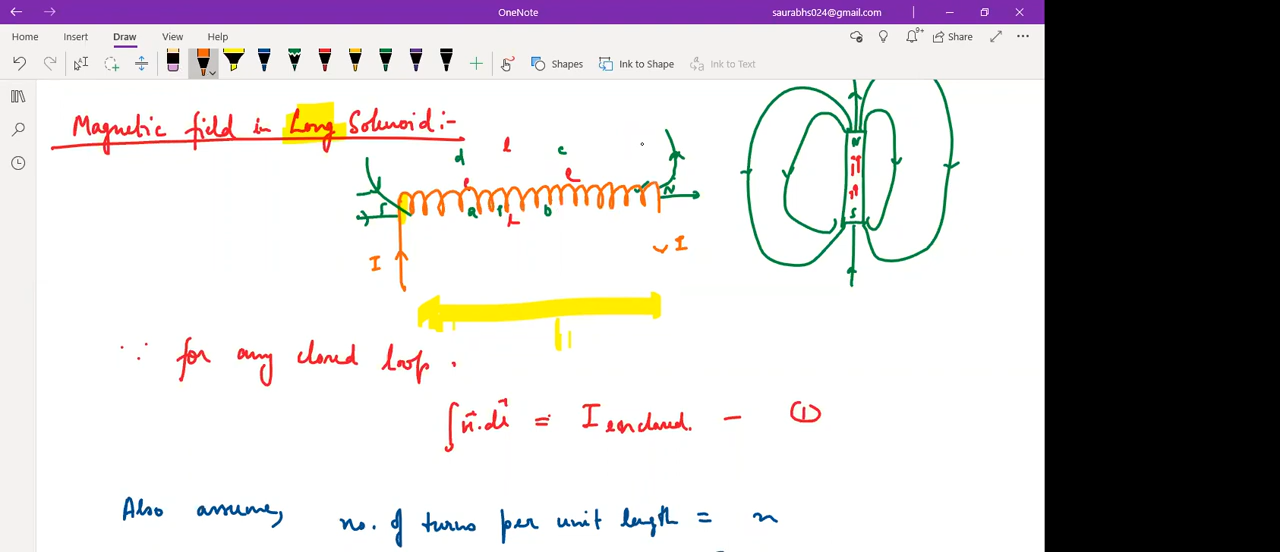 OneNote
saurabhs024@gmail.com
Home Insert Draw View Help
Share
Shapes Ink to Shape Ink to Text
Magnetic field in Long Solenoid :-
d l c
l l
S N
a b
L
I I
N
S
∵ for any closed loop.
∫ H⃗. dl⃗ = I enclosed. - ①
Also assume, no. of turns per unit length = n